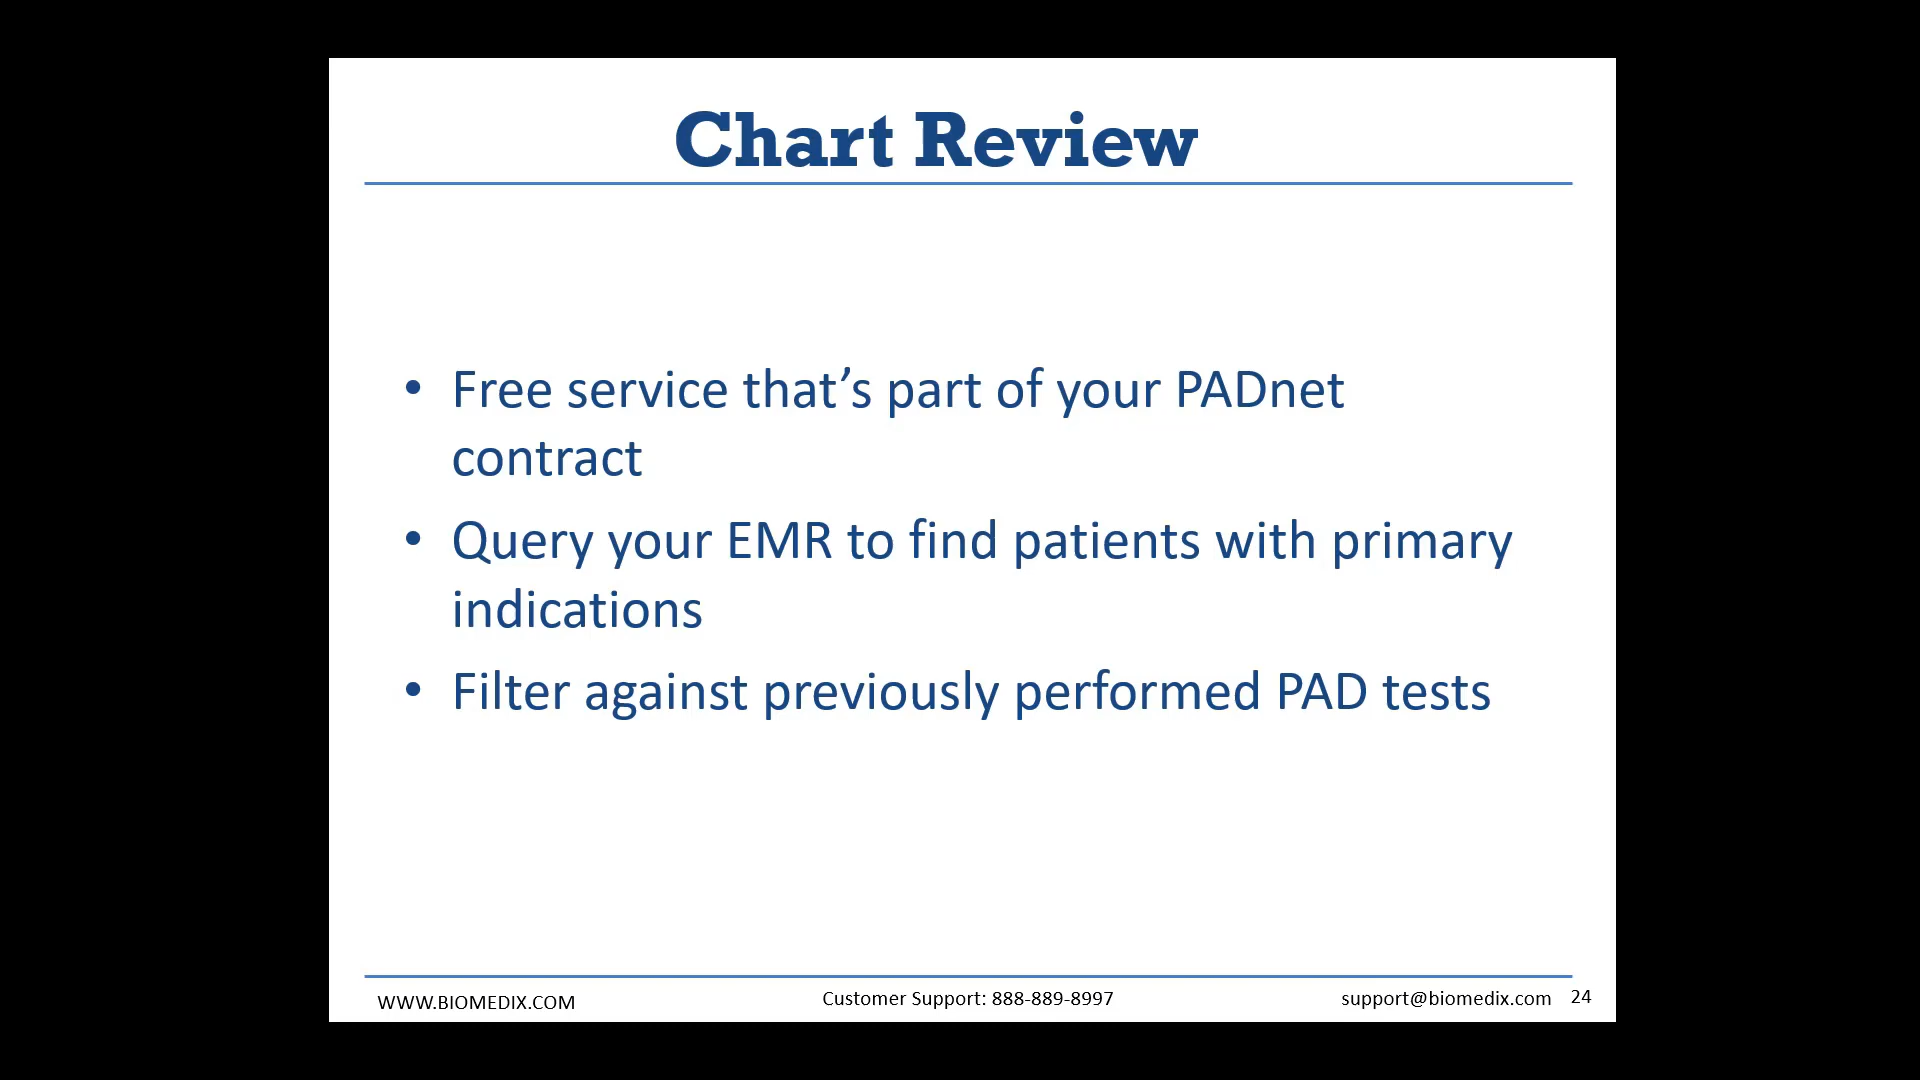 Chart Review
• Free service that’s part of your PADnet
contract
• Query your EMR to find patients with primary
indications
• Filter against previously performed PAD tests
WWW.BIOMEDIX.COM
Customer Support: 888-889-8997
support@biomedix.com
24